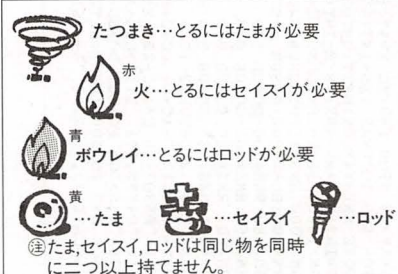 たつまき…とるにはたまが必要
赤
火…とるにはセイスイが必要
青
ボウレイ…とるにはロッドが必要
黄
…たま …セイスイ …ロッド
㊟たま,セイスイ,ロッドは同じ物を同時
に二つ以上持てません。